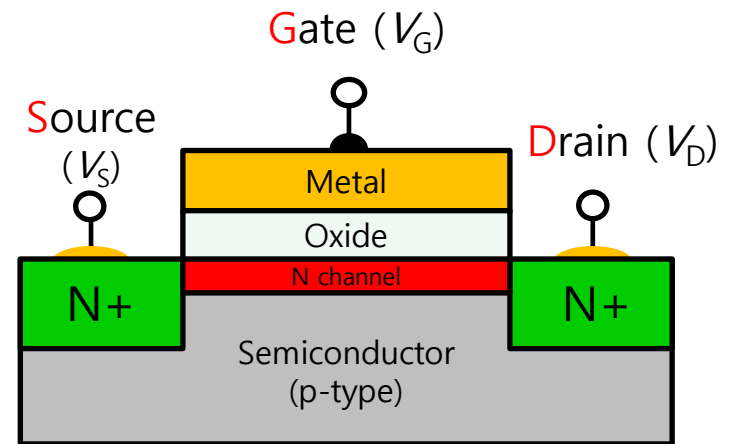 Gate (VG)
Source
(VS)
Drain (VD)
Metal
Oxide
N channel
N+
N+
Semiconductor
(p-type)